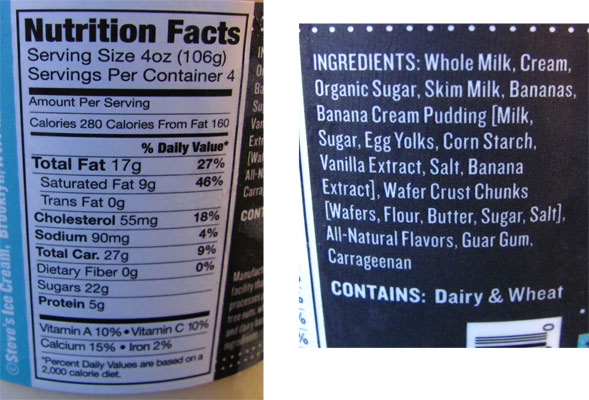 Nutrition Facts
Serving Size 4oz (106g)
Servings Per Container 4
Amount Per Serving
Calories 280 Calories From Fat 160
% Daily Value*
Total Fat 17g 27%
Saturated Fat 9g 46%
Trans Fat 0g
Cholesterol 55mg 18%
Sodium 90mg 4%
Total Car. 27g 9%
Dietary Fiber 0g 0%
Sugars 22g
Protein 5g
Vitamin A 10% • Vitamin C 10%
Calcium 15% • Iron 2%
*Percent Daily Values are based on a
2,000 calorie diet.
©Steve's Ice Cream, Brooklyn
INGREDIENTS: Whole Milk, Cream,
Organic Sugar, Skim Milk, Bananas,
Banana Cream Pudding [Milk,
Sugar, Egg Yolks, Corn Starch,
Vanilla Extract, Salt, Banana
Extract], Wafer Crust Chunks
[Wafers, Flour, Butter, Sugar, Salt],
All-Natural Flavors, Guar Gum,
Carrageenan
CONTAINS: Dairy & Wheat